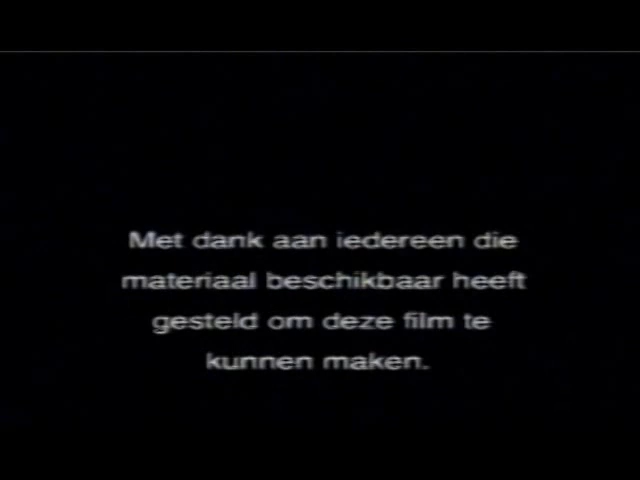 Met dank aan iedereen die
materiaal beschikbaar heeft
gesteld om deze film te
kunnen maken.